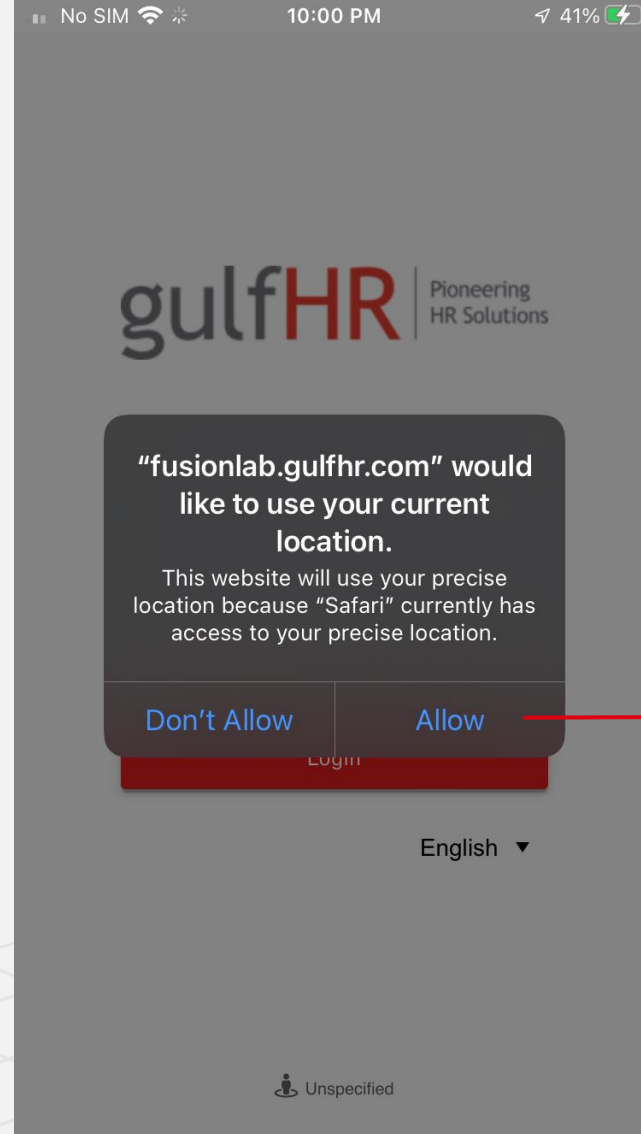 No SIM 10:00 PM 41%
gulfHR Pioneering
HR Solutions
“fusionlab.gulfhr.com” would
like to use your current
location.
This website will use your precise
location because “Safari” currently has
access to your precise location.
Don’t Allow Allow
Login
English
Unspecified